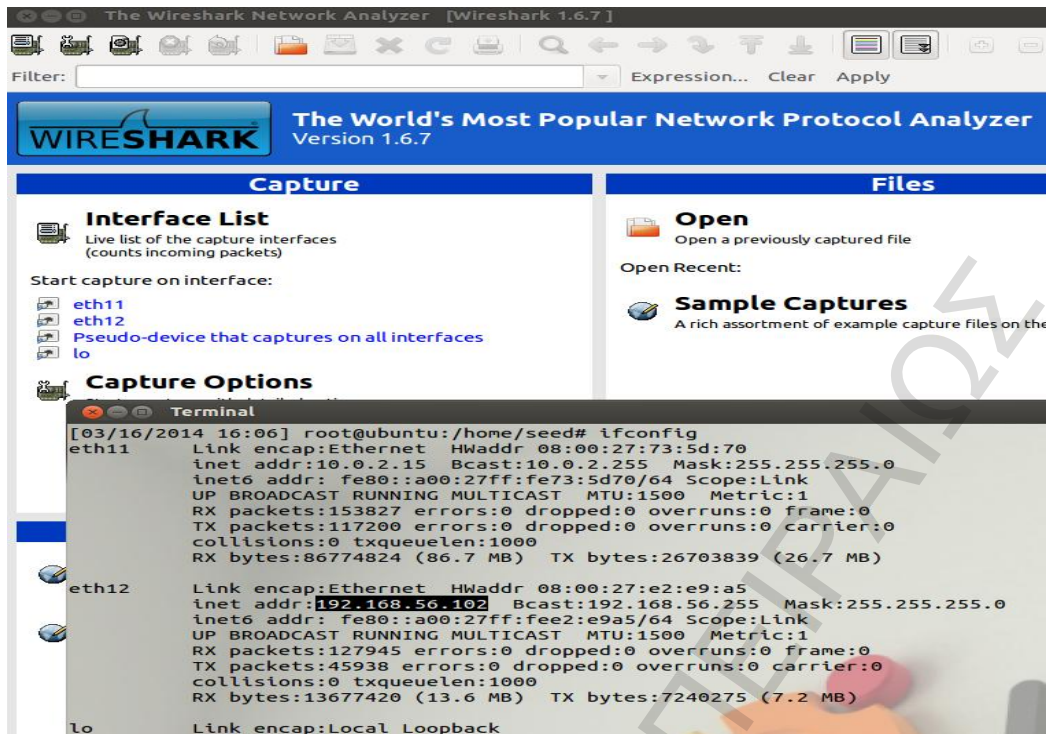 The Wireshark Network Analyzer [Wireshark 1.6.7 ]
Filter:
Expression... Clear Apply
WIRESHARK
The World's Most Popular Network Protocol Analyzer
Version 1.6.7
Capture
Interface List
Live list of the capture interfaces
(counts incoming packets)
Start capture on interface:
eth11
eth12
Pseudo-device that captures on all interfaces
lo
Capture Options
Files
Open
Open a previously captured file
Open Recent:
Sample Captures
A rich assortment of example capture files on the
Terminal
[03/16/2014 16:06] root@ubuntu:/home/seed# ifconfig
eth11 Link encap:Ethernet HWaddr 08:00:27:73:5d:70
inet addr:10.0.2.15 Bcast:10.0.2.255 Mask:255.255.255.0
inet6 addr: fe80::a00:27ff:fe73:5d70/64 Scope:Link
UP BROADCAST RUNNING MULTICAST MTU:1500 Metric:1
RX packets:153827 errors:0 dropped:0 overruns:0 frame:0
TX packets:117200 errors:0 dropped:0 overruns:0 carrier:0
collisions:0 txqueuelen:1000
RX bytes:86774824 (86.7 MB) TX bytes:26703839 (26.7 MB)
eth12 Link encap:Ethernet HWaddr 08:00:27:e2:e9:a5
inet addr:192.168.56.102 Bcast:192.168.56.255 Mask:255.255.255.0
inet6 addr: fe80::a00:27ff:fee2:e9a5/64 Scope:Link
UP BROADCAST RUNNING MULTICAST MTU:1500 Metric:1
RX packets:127945 errors:0 dropped:0 overruns:0 frame:0
TX packets:45938 errors:0 dropped:0 overruns:0 carrier:0
collisions:0 txqueuelen:1000
RX bytes:13677420 (13.6 MB) TX bytes:7240275 (7.2 MB)
lo Link encap:Local Loopback
ΠΕΙΡΑΙΩΣ